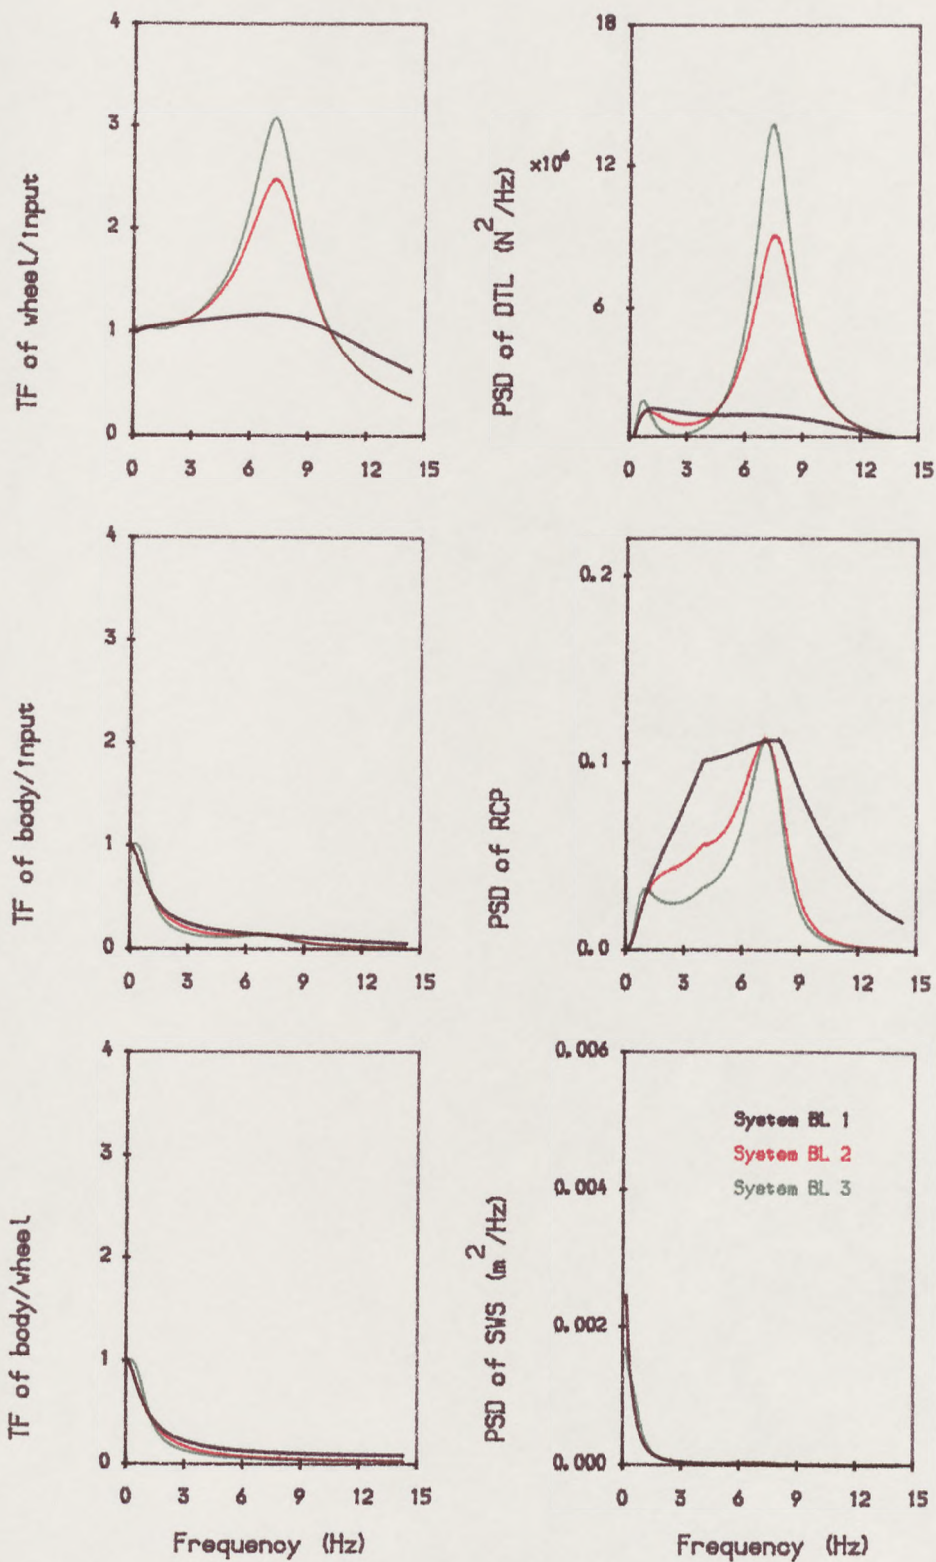 4
3
2
1
0
TF of wheel/input
0 3 6 9 12 15
18
×10⁶ 12
6
PSD of DTL (N²/Hz)
0 3 6 9 12 15
4
3
2
1
0
TF of body/input
0 3 6 9 12 15
0.2
0.1
0.0
PSD of RCP
0 3 6 9 12 15
4
3
2
1
0
TF of body/wheel
0 3 6 9 12 15
Frequency (Hz)
0.006
0.004
0.002
0.000
PSD of SWS (m²/Hz)
System BL 1
System BL 2
System BL 3
0 3 6 9 12 15
Frequency (Hz)